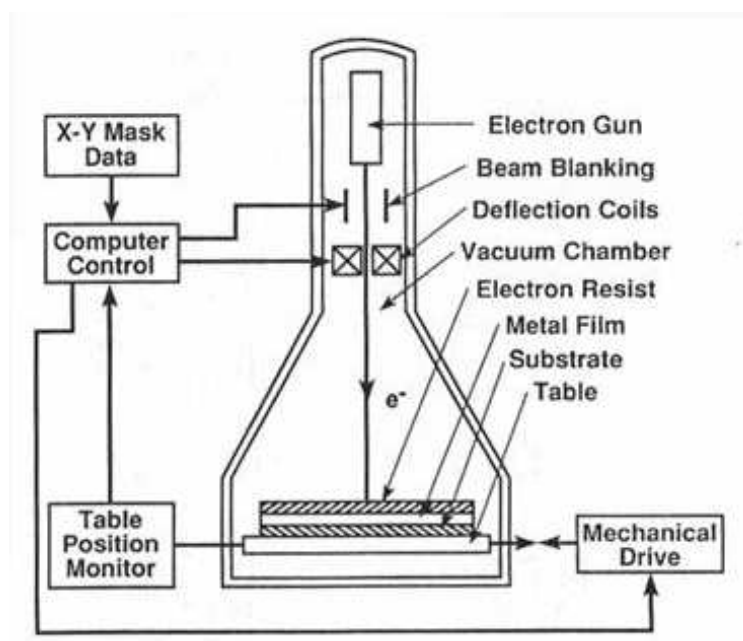 X-Y Mask
Data
Computer
Control
Table
Position
Monitor
Electron Gun
Beam Blanking
Deflection Coils
Vacuum Chamber
Electron Resist
Metal Film
Substrate
Table
e-
Mechanical
Drive